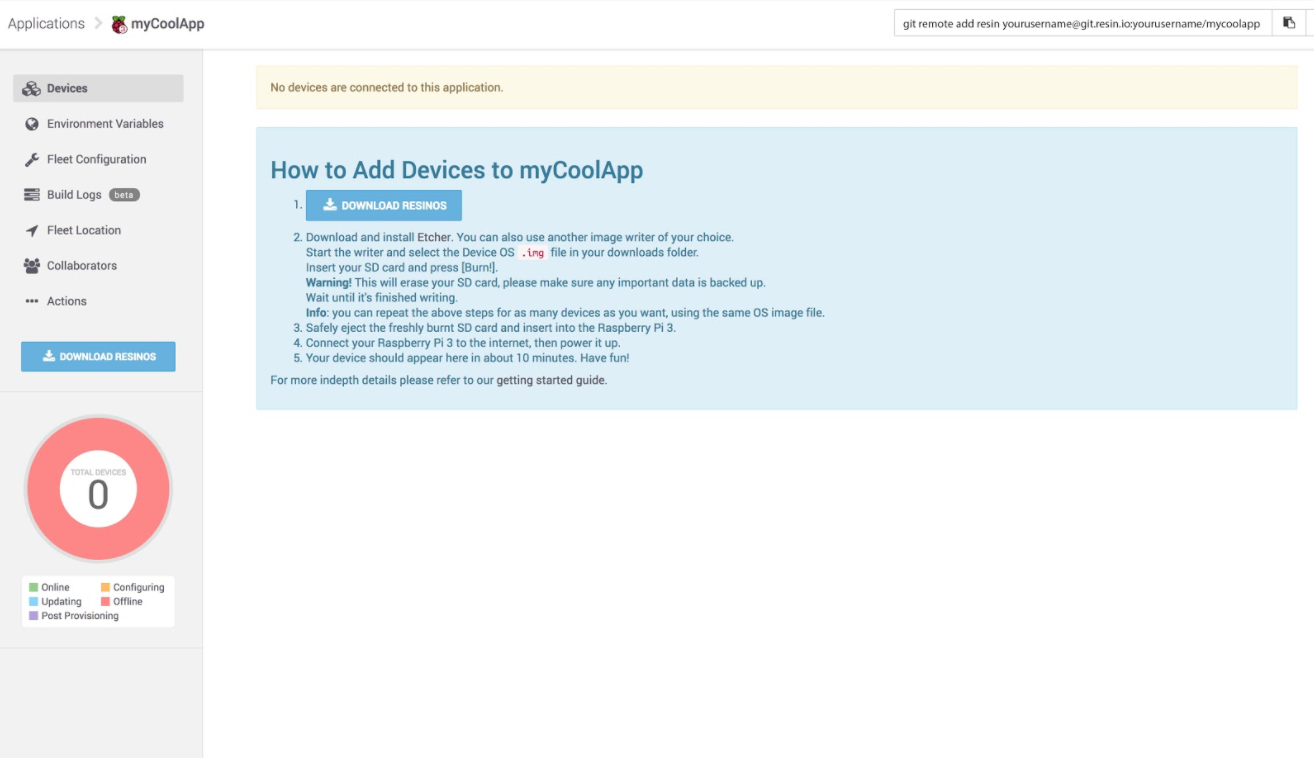 Applications myCoolApp
git remote add resin yourusername@git.resin.io:yourusername/mycoolapp
Devices
Environment Variables
Fleet Configuration
Build Logs beta
Fleet Location
Collaborators
Actions
DOWNLOAD RESINOS
TOTAL DEVICES
0
Online Configuring
Updating Offline
Post Provisioning
No devices are connected to this application.
How to Add Devices to myCoolApp
1. DOWNLOAD RESINOS
2. Download and install Etcher. You can also use another image writer of your choice.
Start the writer and select the Device OS .img file in your downloads folder.
Insert your SD card and press [Burn!].
Warning! This will erase your SD card, please make sure any important data is backed up.
Wait until it's finished writing.
Info: you can repeat the above steps for as many devices as you want, using the same OS image file.
3. Safely eject the freshly burnt SD card and insert into the Raspberry Pi 3.
4. Connect your Raspberry Pi 3 to the internet, then power it up.
5. Your device should appear here in about 10 minutes. Have fun!
For more indepth details please refer to our getting started guide.